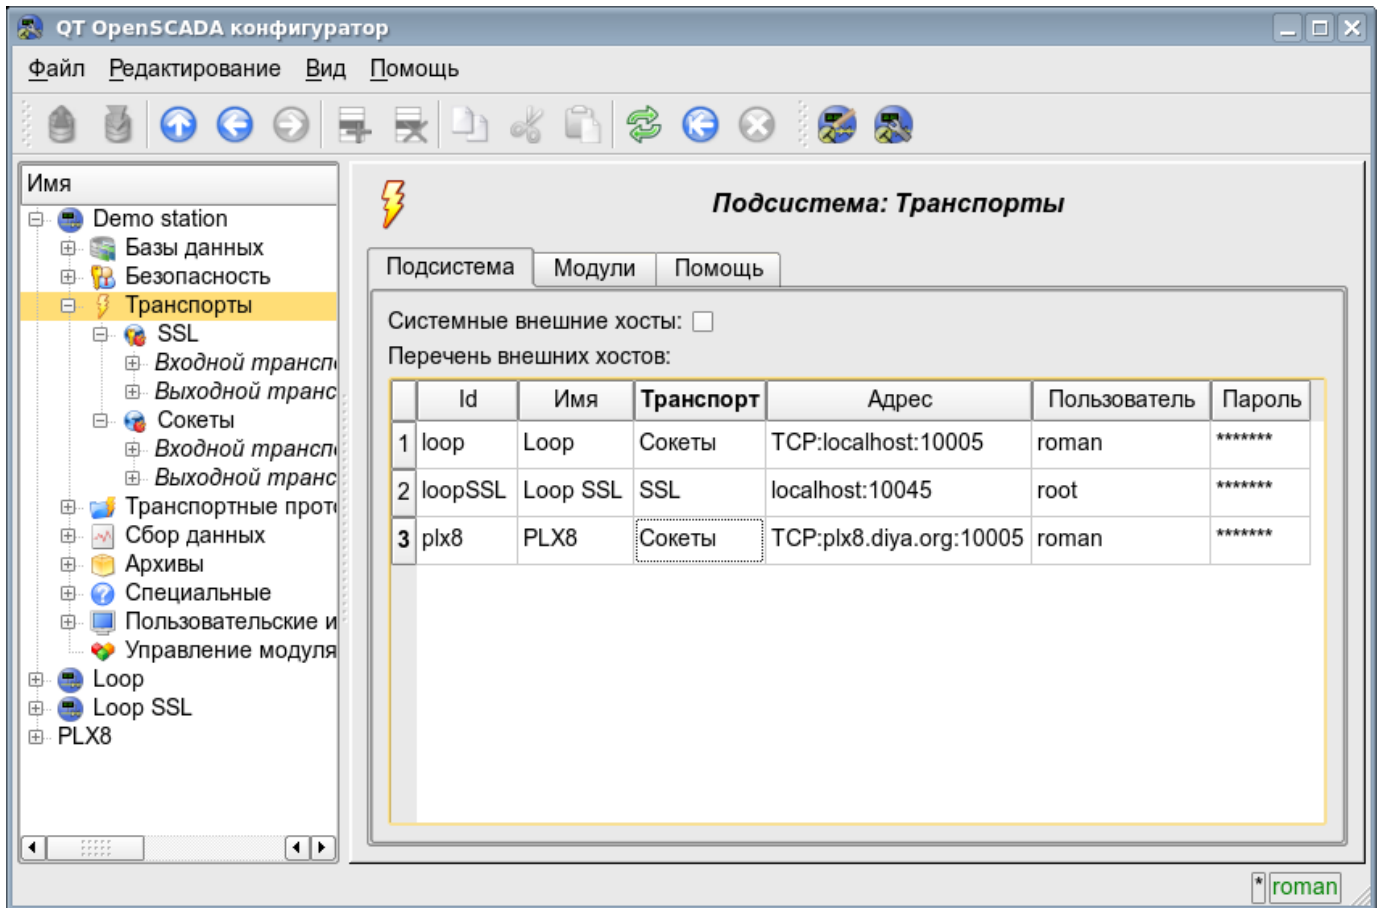 QT OpenSCADA конфигуратор
Файл Редактирование Вид Помощь
Имя
Demo station
Базы данных
Безопасность
Транспорты
SSL
Входной трансп
Выходной транс
Сокеты
Входной трансп
Выходной транс
Транспортные прот
Сбор данных
Архивы
Специальные
Пользовательские и
Управление модуля
Loop
Loop SSL
PLX8
Подсистема: Транспорты
Подсистема Модули Помощь
Системные внешние хосты:
Перечень внешних хостов:
Id Имя Транспорт Адрес Пользователь Пароль
1 loop Loop Сокеты TCP:localhost:10005 roman *******
2 loopSSL Loop SSL SSL localhost:10045 root *******
3 plx8 PLX8 Сокеты TCP:plx8.diya.org:10005 roman *******
* roman